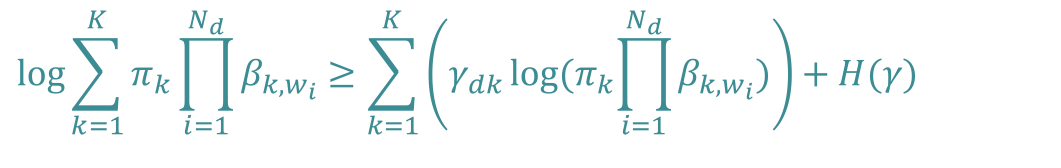 log ∑_{k=1}^{K} π_k ∏_{i=1}^{N_d} β_{k,w_i} ≥ ∑_{k=1}^{K} ( γ_{dk} log(π_k ∏_{i=1}^{N_d} β_{k,w_i}) ) + H(γ)